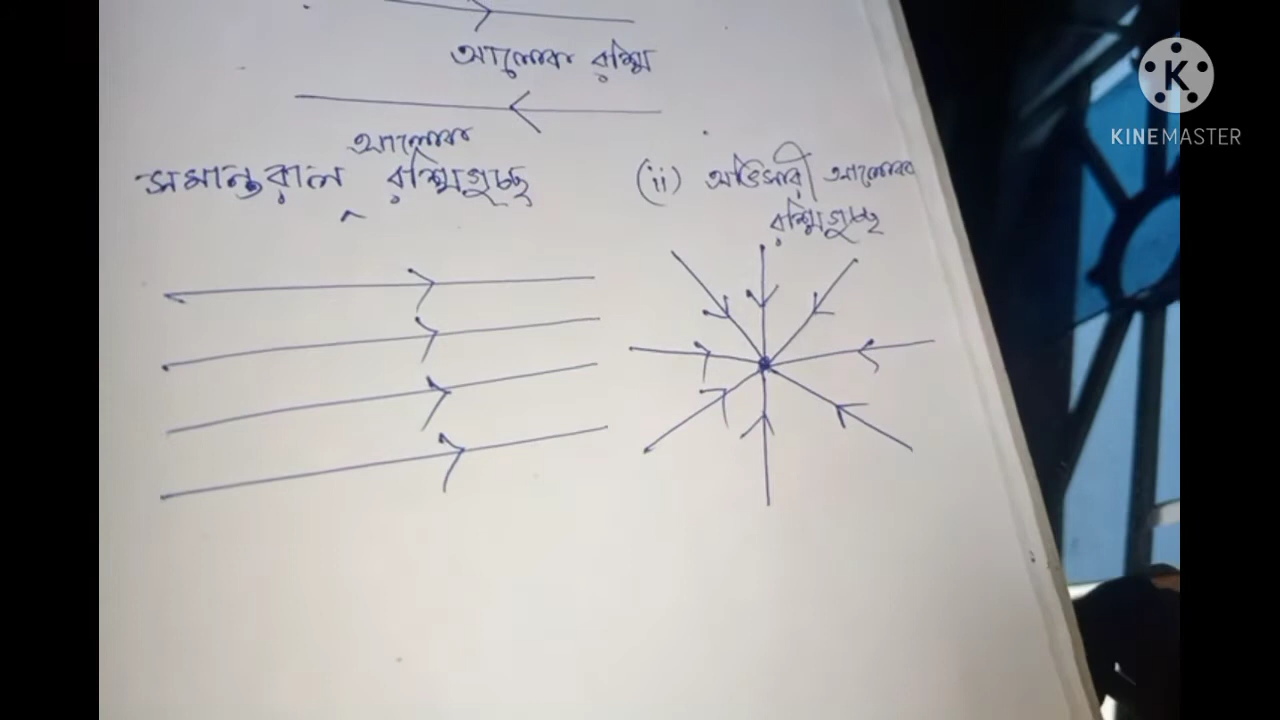 আলোক রশ্মি
আলোক
সমান্তরাল রশ্মিগুচ্ছ
(ii) অভিসারী আলোক
রশ্মিগুচ্ছ
K
KINEMASTER